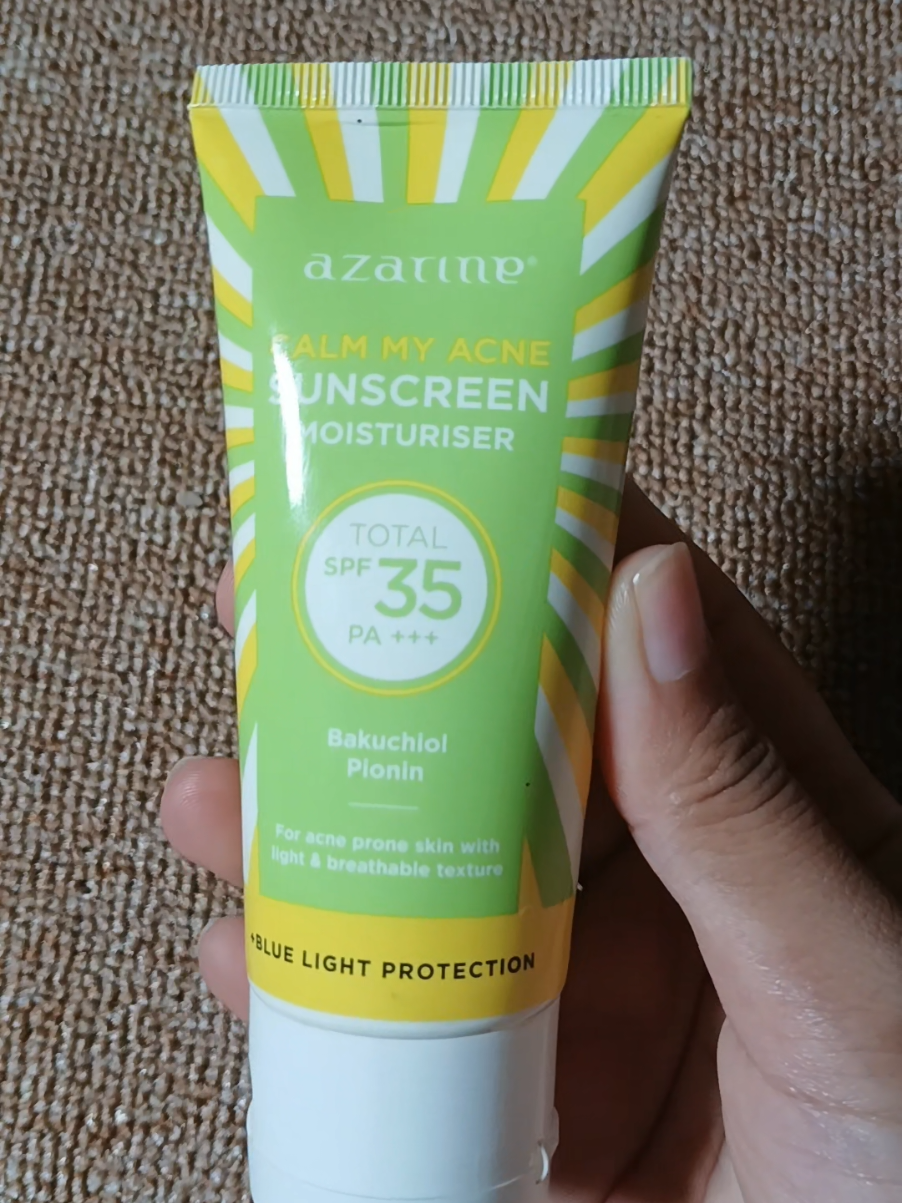 azarine®
CALM MY ACNE
SUNSCREEN
MOISTURISER
TOTAL
SPF 35
PA +++
Bakuchiol
Pionin
For acne prone skin with
light & breathable texture
+BLUE LIGHT PROTECTION